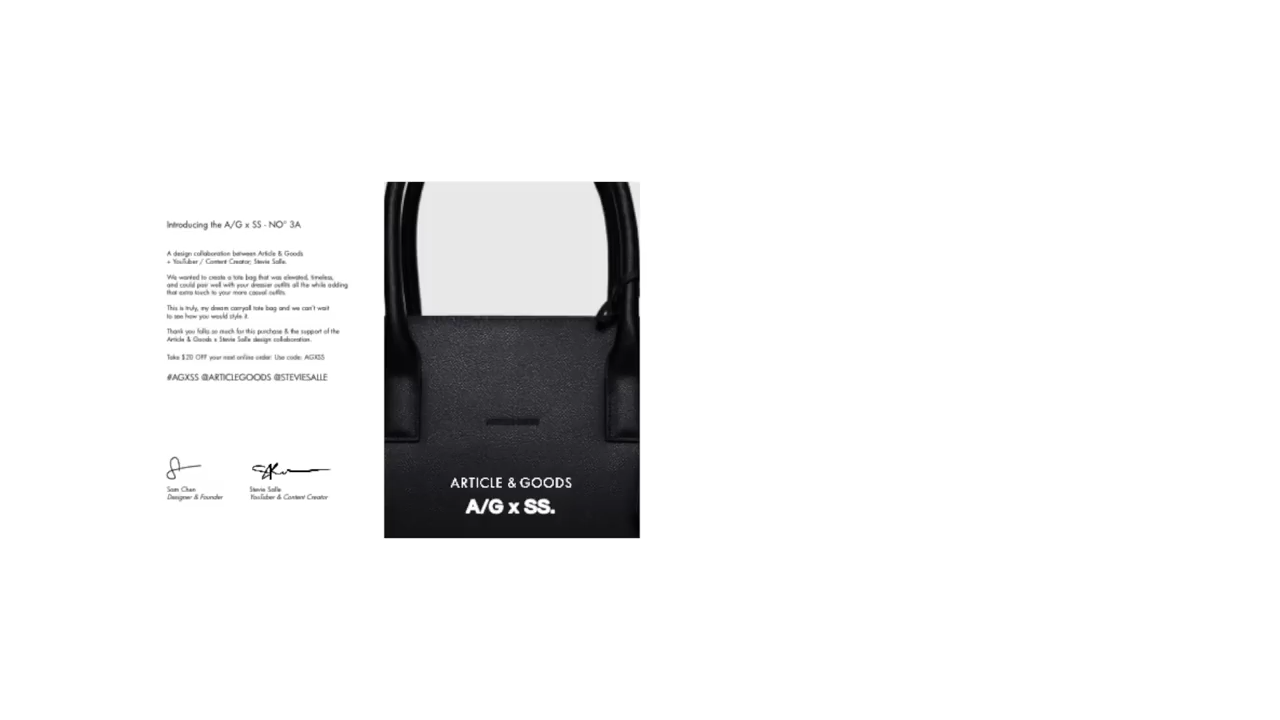 Introducing the A/G x SS - NO° 3A
A design collaboration between Article & Goods
+ YouTuber / Content Creator; Stevie Salle.
We wanted to create a tote bag that was elevated, timeless,
and could pair well with your dressier outfits all the while adding
that extra touch to your more casual outfits.
This is truly, my dream carryall tote bag and we can't wait
to see how you would style it.
Thank you folks so much for this purchase & the support of the
Article & Goods x Stevie Salle design collaboration.
Take $20 OFF your next online order: Use code: AGXSS
#AGXSS @ARTICLEGOODS @STEVIESALLE
Sam Chen
Designer & Founder
Stevie Salle
YouTuber & Content Creator
ARTICLE & GOODS
A/G x SS.